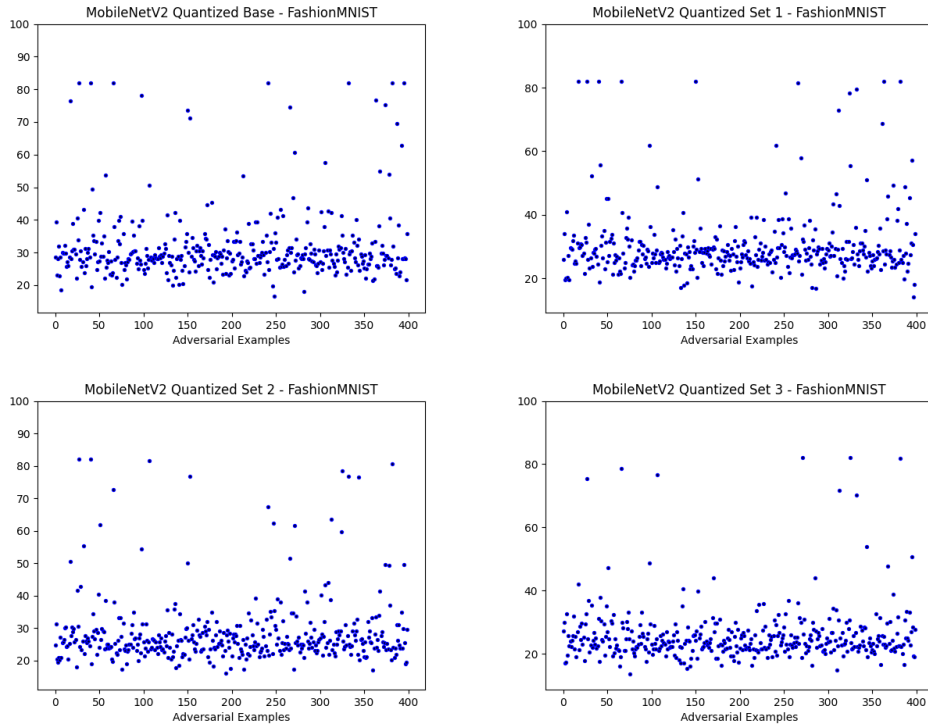 MobileNetV2 Quantized Base - FashionMNIST
100
90
80
70
60
50
40
30
20
0 50 100 150 200 250 300 350 400
Adversarial Examples
MobileNetV2 Quantized Set 1 - FashionMNIST
100
80
60
40
20
0 50 100 150 200 250 300 350 400
Adversarial Examples
MobileNetV2 Quantized Set 2 - FashionMNIST
100
90
80
70
60
50
40
30
20
0 50 100 150 200 250 300 350 400
Adversarial Examples
MobileNetV2 Quantized Set 3 - FashionMNIST
100
80
60
40
20
0 50 100 150 200 250 300 350 400
Adversarial Examples